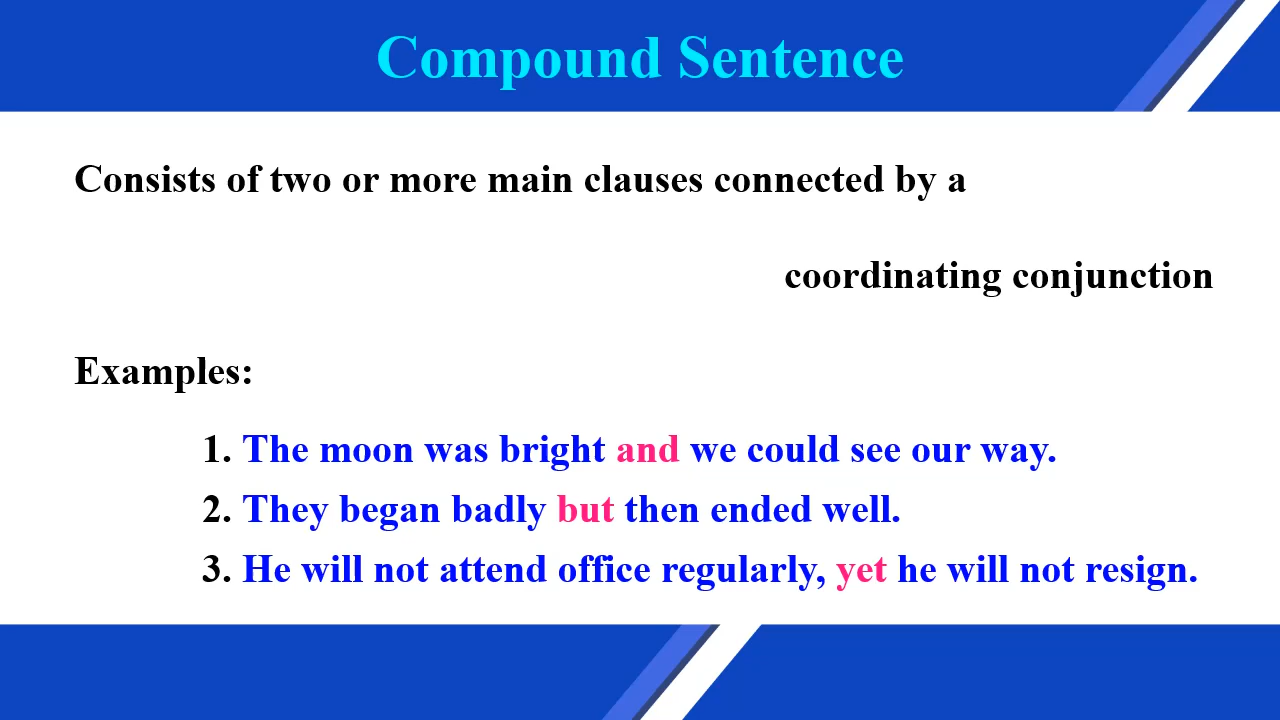 Compound Sentence
Consists of two or more main clauses connected by a
coordinating conjunction
Examples:
1. The moon was bright and we could see our way.
2. They began badly but then ended well.
3. He will not attend office regularly, yet he will not resign.